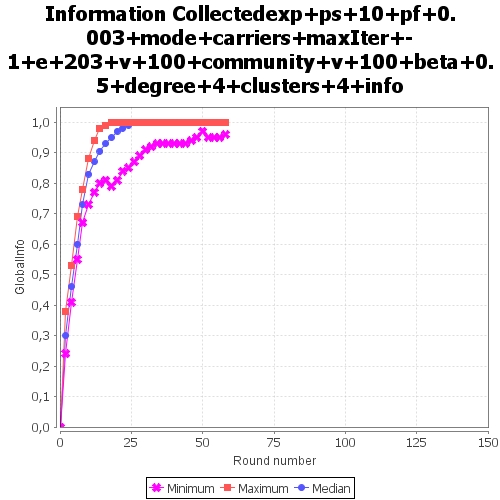 Information Collectedexp+ps+10+pf+0.
003+mode+carriers+maxIter+-
1+e+203+v+100+community+v+100+beta+0.
5+degree+4+clusters+4+info
GlobalInfo
1,0
0,9
0,8
0,7
0,6
0,5
0,4
0,3
0,2
0,1
0,0
0 25 50 75 100 125 150
Round number
Minimum Maximum Median